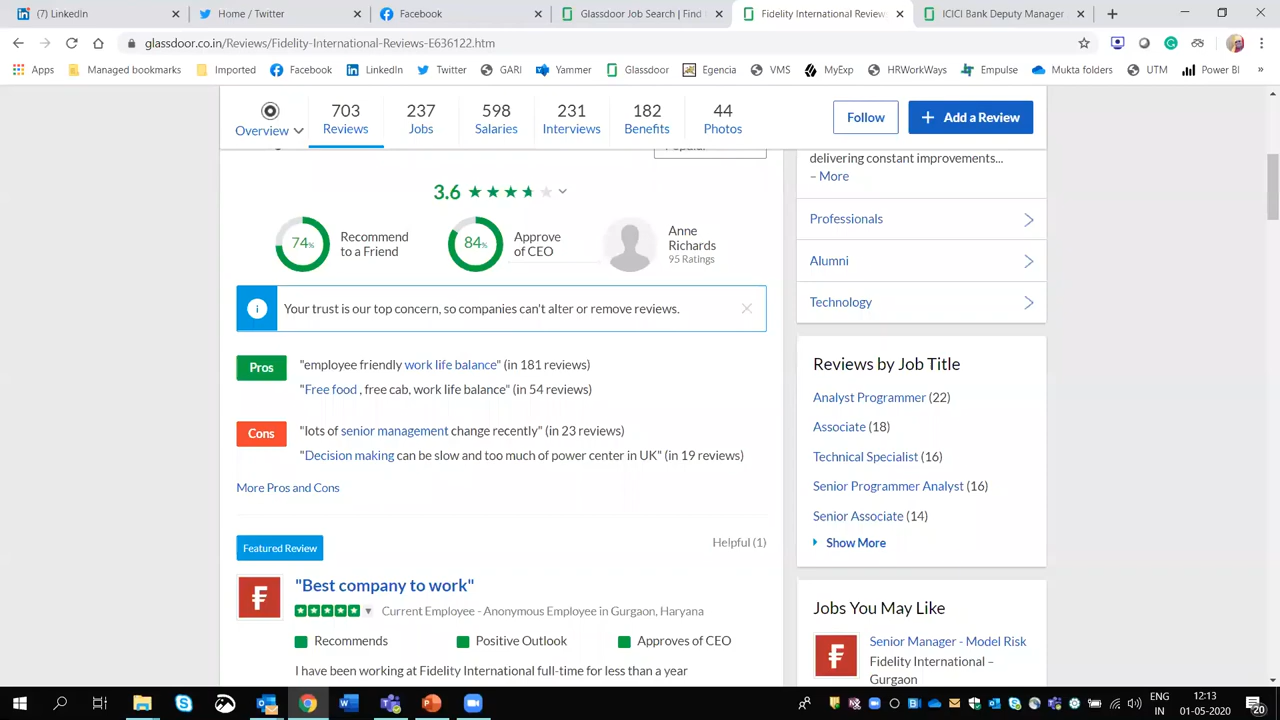 (7) LinkedIn
Home / Twitter
Facebook
Glassdoor Job Search | Find
Fidelity International Review
ICICI Bank Deputy Manager
glassdoor.co.in/Reviews/Fidelity-International-Reviews-E636122.htm
Apps
Managed bookmarks
Imported
Facebook
LinkedIn
Twitter
GARI
Yammer
Glassdoor
Egencia
VMS
MyExp
HRWorkWays
Empulse
Mukta folders
UTM
Power BI
»
Overview
703
Reviews
237
Jobs
598
Salaries
231
Interviews
182
Benefits
44
Photos
Follow
+ Add a Review
3.6
74%
Recommend
to a Friend
84%
Approve
of CEO
Anne
Richards
95 Ratings
Your trust is our top concern, so companies can't alter or remove reviews.
Pros
"employee friendly work life balance" (in 181 reviews)
"Free food , free cab, work life balance" (in 54 reviews)
Cons
"lots of senior management change recently" (in 23 reviews)
"Decision making can be slow and too much of power center in UK" (in 19 reviews)
More Pros and Cons
Featured Review
Helpful (1)
"Best company to work"
Current Employee - Anonymous Employee in Gurgaon, Haryana
Recommends
Positive Outlook
Approves of CEO
I have been working at Fidelity International full-time for less than a year
delivering constant improvements...
– More
Professionals
Alumni
Technology
Reviews by Job Title
Analyst Programmer (22)
Associate (18)
Technical Specialist (16)
Senior Programmer Analyst (16)
Senior Associate (14)
Show More
Jobs You May Like
Senior Manager - Model Risk
Fidelity International –
Gurgaon
ENG
IN
12:13
01-05-2020
20